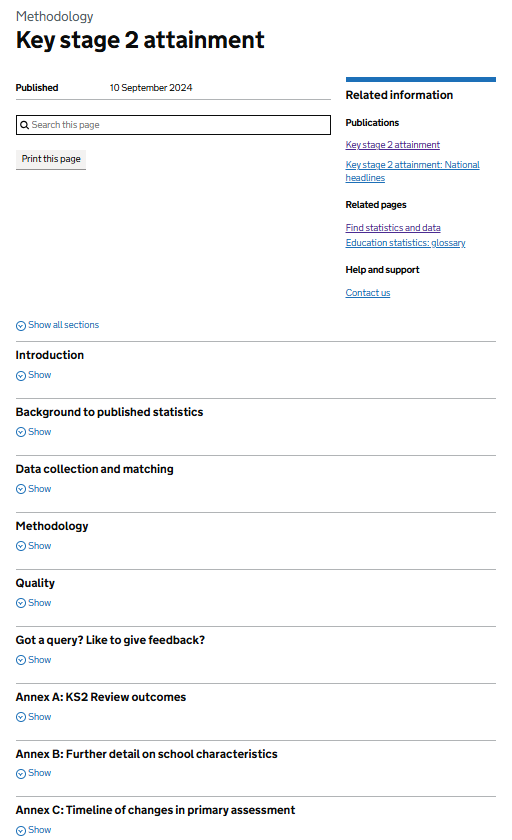 Methodology
Key stage 2 attainment
Published 10 September 2024
Search this page
Print this page
Related information
Publications
Key stage 2 attainment
Key stage 2 attainment: National
headlines
Related pages
Find statistics and data
Education statistics: glossary
Help and support
Contact us
Show all sections
Introduction
Show
Background to published statistics
Show
Data collection and matching
Show
Methodology
Show
Quality
Show
Got a query? Like to give feedback?
Show
Annex A: KS2 Review outcomes
Show
Annex B: Further detail on school characteristics
Show
Annex C: Timeline of changes in primary assessment
Show